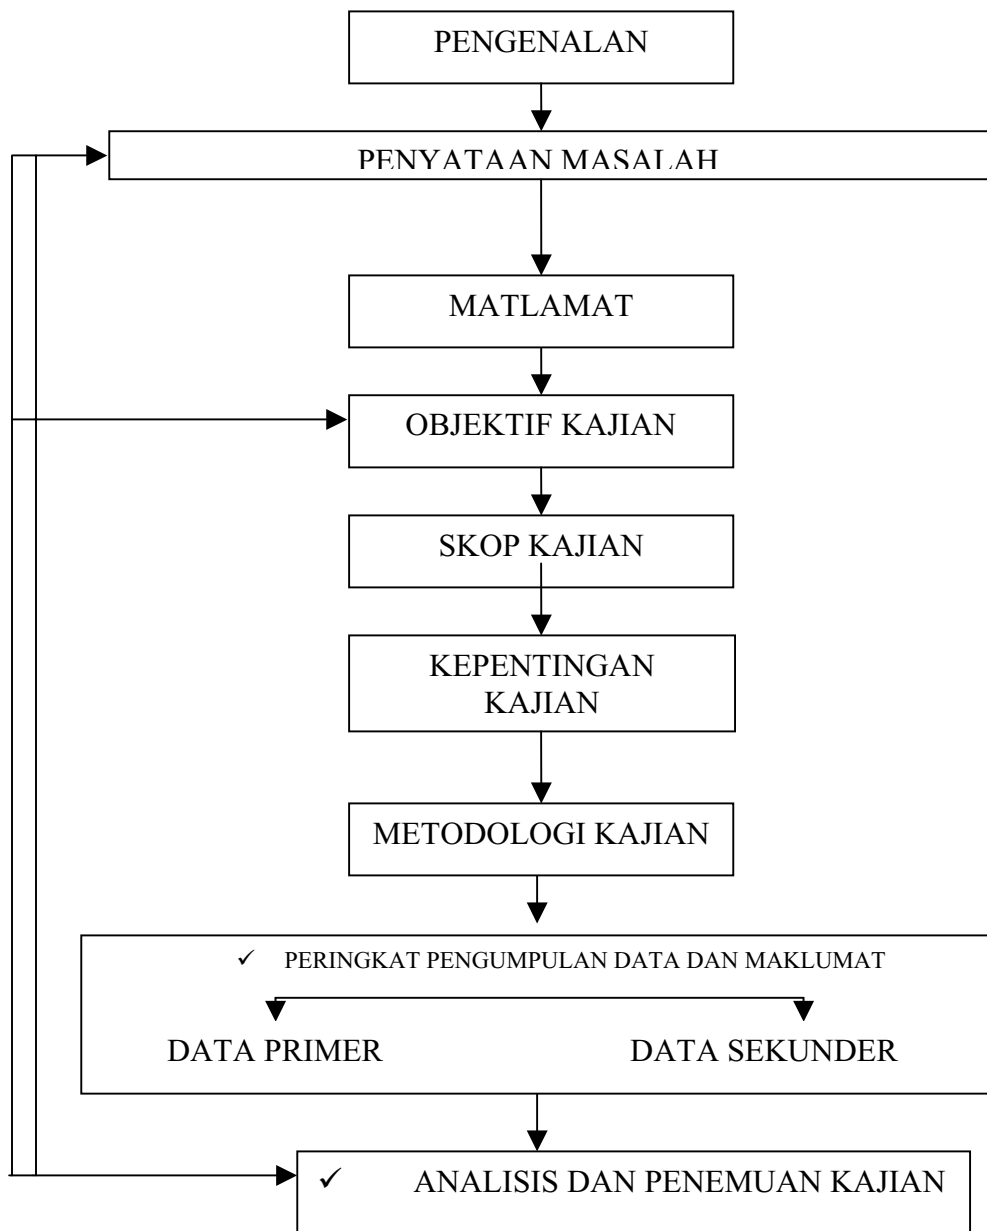 PENGENALAN
PENYATAAN MASALAH
MATLAMAT
OBJEKTIF KAJIAN
SKOP KAJIAN
KEPENTINGAN
KAJIAN
METODOLOGI KAJIAN
✓ PERINGKAT PENGUMPULAN DATA DAN MAKLUMAT
DATA PRIMER DATA SEKUNDER
✓ ANALISIS DAN PENEMUAN KAJIAN